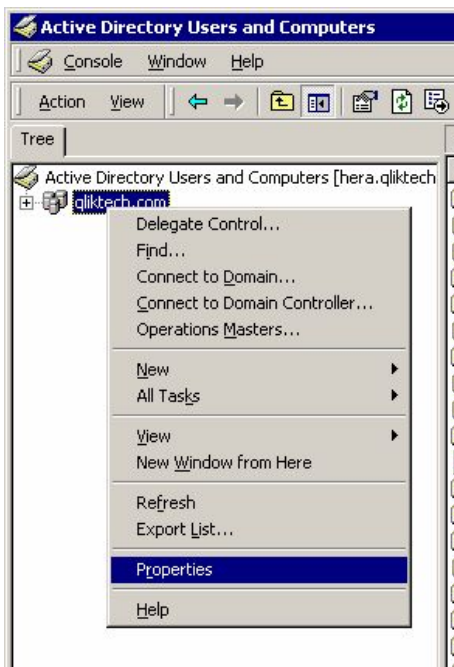 Active Directory Users and Computers
Console Window Help
Action View
Tree
Active Directory Users and Computers [hera.qliktech
qliktech.com
Delegate Control...
Find...
Connect to Domain...
Connect to Domain Controller...
Operations Masters...
New
All Tasks
View
New Window from Here
Refresh
Export List...
Properties
Help